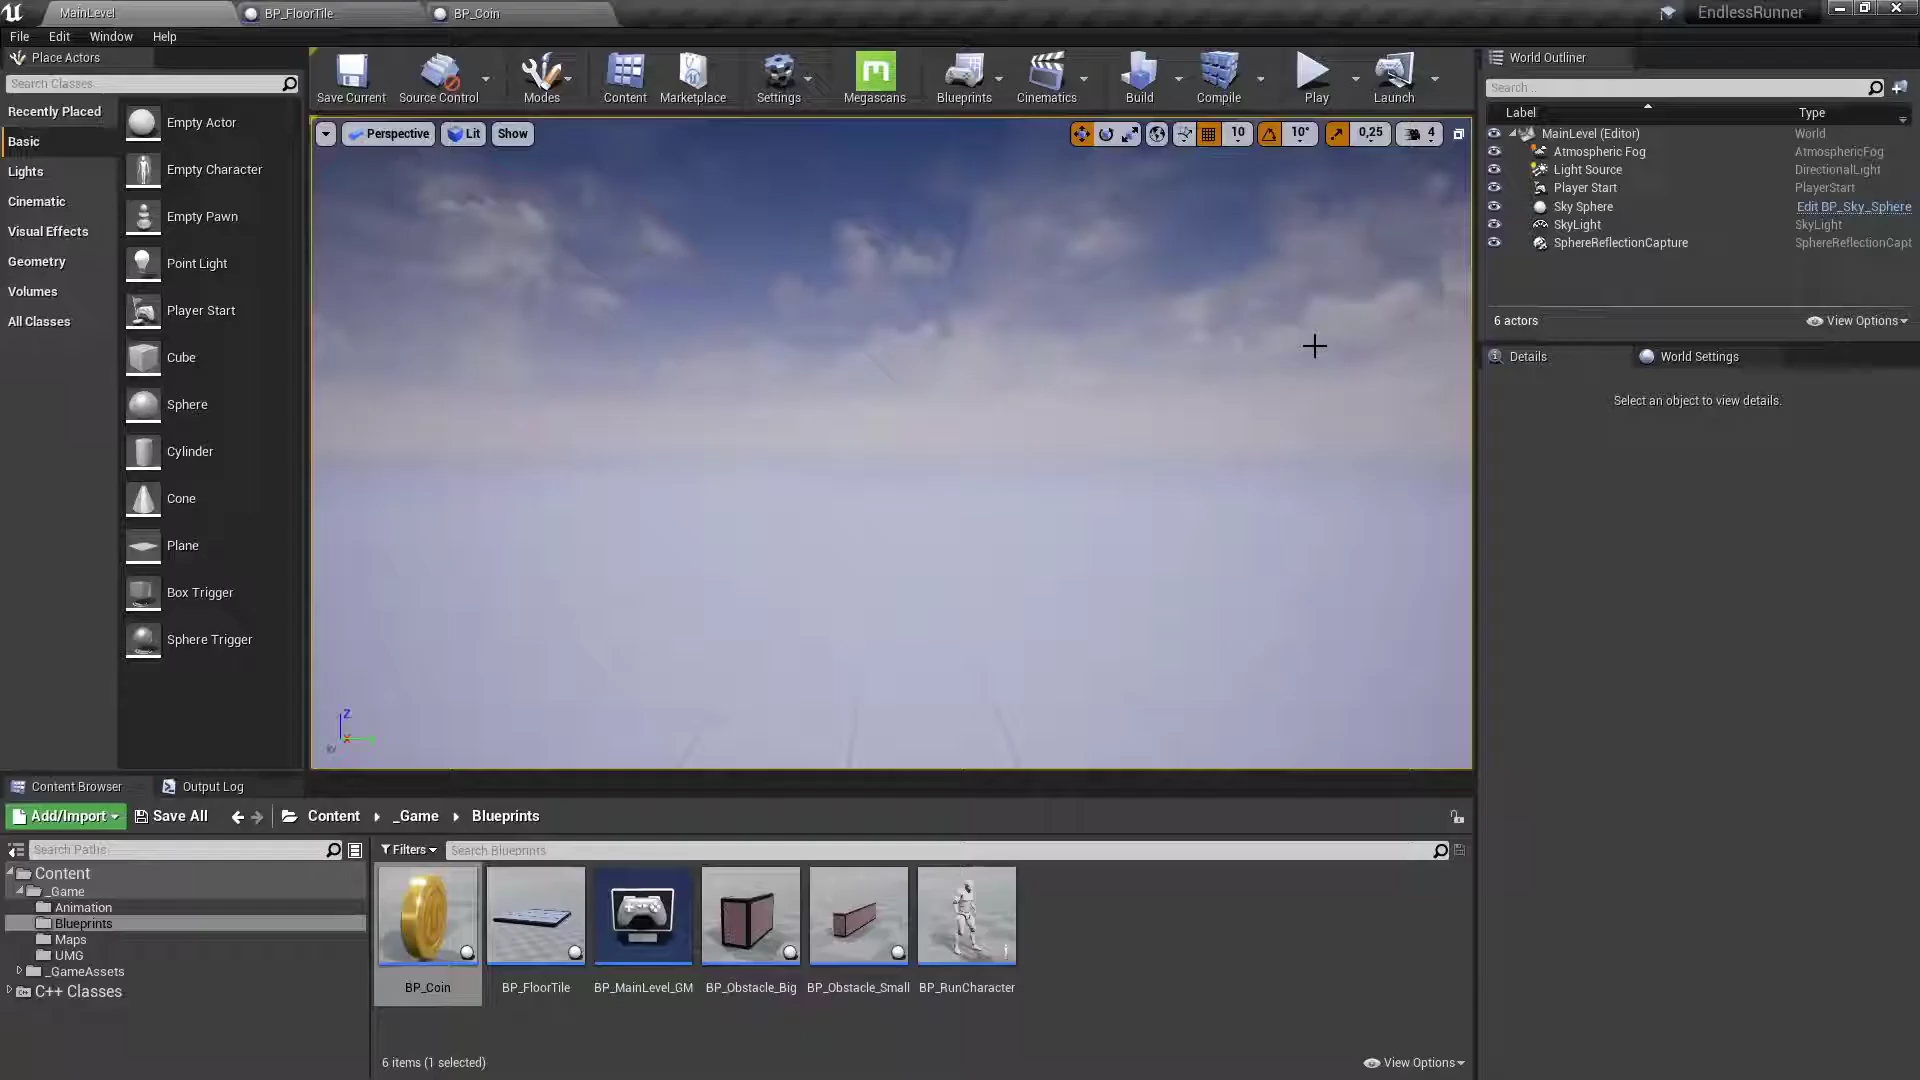 MainLevel
BP_FloorTile
BP_Coin
EndlessRunner
File Edit Window Help
Place Actors
Search Classes
Recently Placed
Basic
Lights
Cinematic
Visual Effects
Geometry
Volumes
All Classes
Empty Actor
Empty Character
Empty Pawn
Point Light
Player Start
Cube
Sphere
Cylinder
Cone
Plane
Box Trigger
Sphere Trigger
Save Current
Source Control
Modes
Content
Marketplace
Settings
Megascans
Blueprints
Cinematics
Build
Compile
Play
Launch
Perspective
Lit
Show
10
10°
0,25
4
Z
X
World Outliner
Search...
Label Type
MainLevel (Editor) World
Atmospheric Fog AtmosphericFog
Light Source DirectionalLight
Player Start PlayerStart
Sky Sphere Edit BP_Sky_Sphere
SkyLight SkyLight
SphereReflectionCapture SphereReflectionCapt
6 actors
View Options
Details
World Settings
Select an object to view details.
Content Browser
Output Log
Add/Import
Save All
Content
_Game
Blueprints
Search Paths
Content
_Game
Animation
Blueprints
Maps
UMG
_GameAssets
C++ Classes
Filters
Search Blueprints
BP_Coin
BP_FloorTile
BP_MainLevel_GM
BP_Obstacle_Big
BP_Obstacle_Small
BP_RunCharacter
6 items (1 selected)
View Options